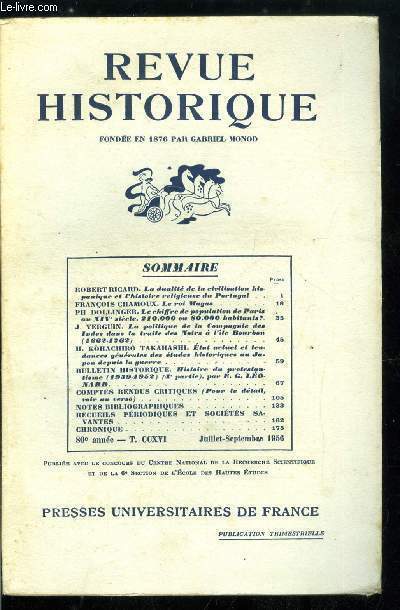 Le-livre.com
REVUE
HISTORIQUE
FONDÉE EN 1876 PAR GABRIEL MONOD
SOMMAIRE
Pages
ROBERT RICARD. La dualité de la civilisation his-
panique et l'histoire religieuse du Portugal . . 1
FRANÇOIS CHAMOUX. Le roi Magas 18
PH. DOLLINGER. Le chiffre de population de Paris
au XIVe siècle. 210.000 ou 80.000 habitants?. 35
J. VERGUIN. La politique de la Compagnie des
Indes dans la traite des Noirs à l'île Bourbon
(1662-1762) 45
H. KOHACHIRO TAKAHASHI. État actuel et ten-
dances générales des études historiques au Ja-
pon depuis la guerre 59
BULLETIN HISTORIQUE. Histoire du protestan-
tisme (1939-1952) (3e partie), par E. G. LÉO-
NARD. 67
COMPTES RENDUS CRITIQUES (Pour le détail,
voir au verso) 105
NOTES BIBLIOGRAPHIQUES 133
RECUEILS PÉRIODIQUES ET SOCIÉTÉS SA-
VANTES 162
CHRONIQUE 175
80e année — T. CCXVI Juillet-Septembre 1956
PUBLIÉE AVEC LE CONCOURS DU CENTRE NATIONAL DE LA RECHERCHE SCIENTIFIQUE
ET DE LA 6e SECTION DE L'ÉCOLE DES HAUTES ÉTUDES
PRESSES UNIVERSITAIRES DE FRANCE
PUBLICATION TRIMESTRIELLE